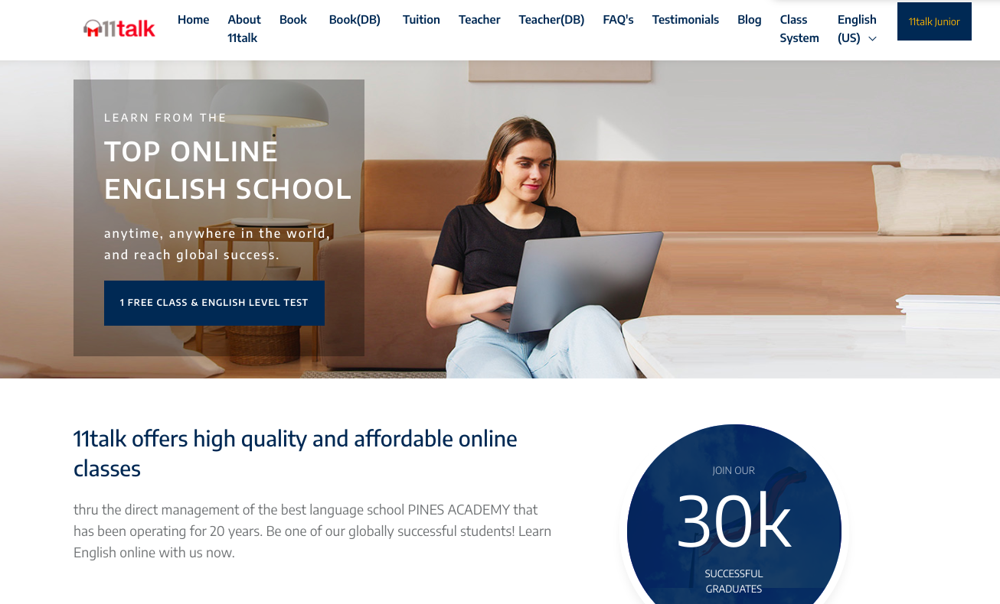 11talk
Home
About 11talk
Book
Book(DB)
Tuition
Teacher
Teacher(DB)
FAQ's
Testimonials
Blog
Class System
English (US)
11talk Junior
LEARN FROM THE
TOP ONLINE
ENGLISH SCHOOL
anytime, anywhere in the world,
and reach global success.
1 FREE CLASS & ENGLISH LEVEL TEST
11talk offers high quality and affordable online
classes
thru the direct management of the best language school PINES ACADEMY that
has been operating for 20 years. Be one of our globally successful students! Learn
English online with us now.
JOIN OUR
30k
SUCCESSFUL
GRADUATES